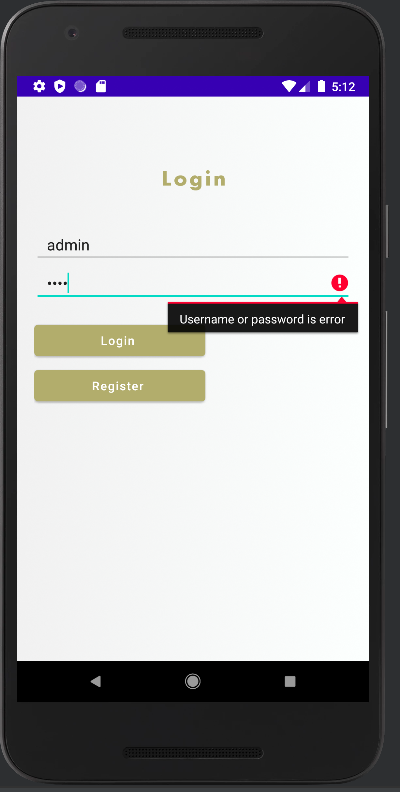 5:12
Login
admin
••••
Username or password is error
Login
Register